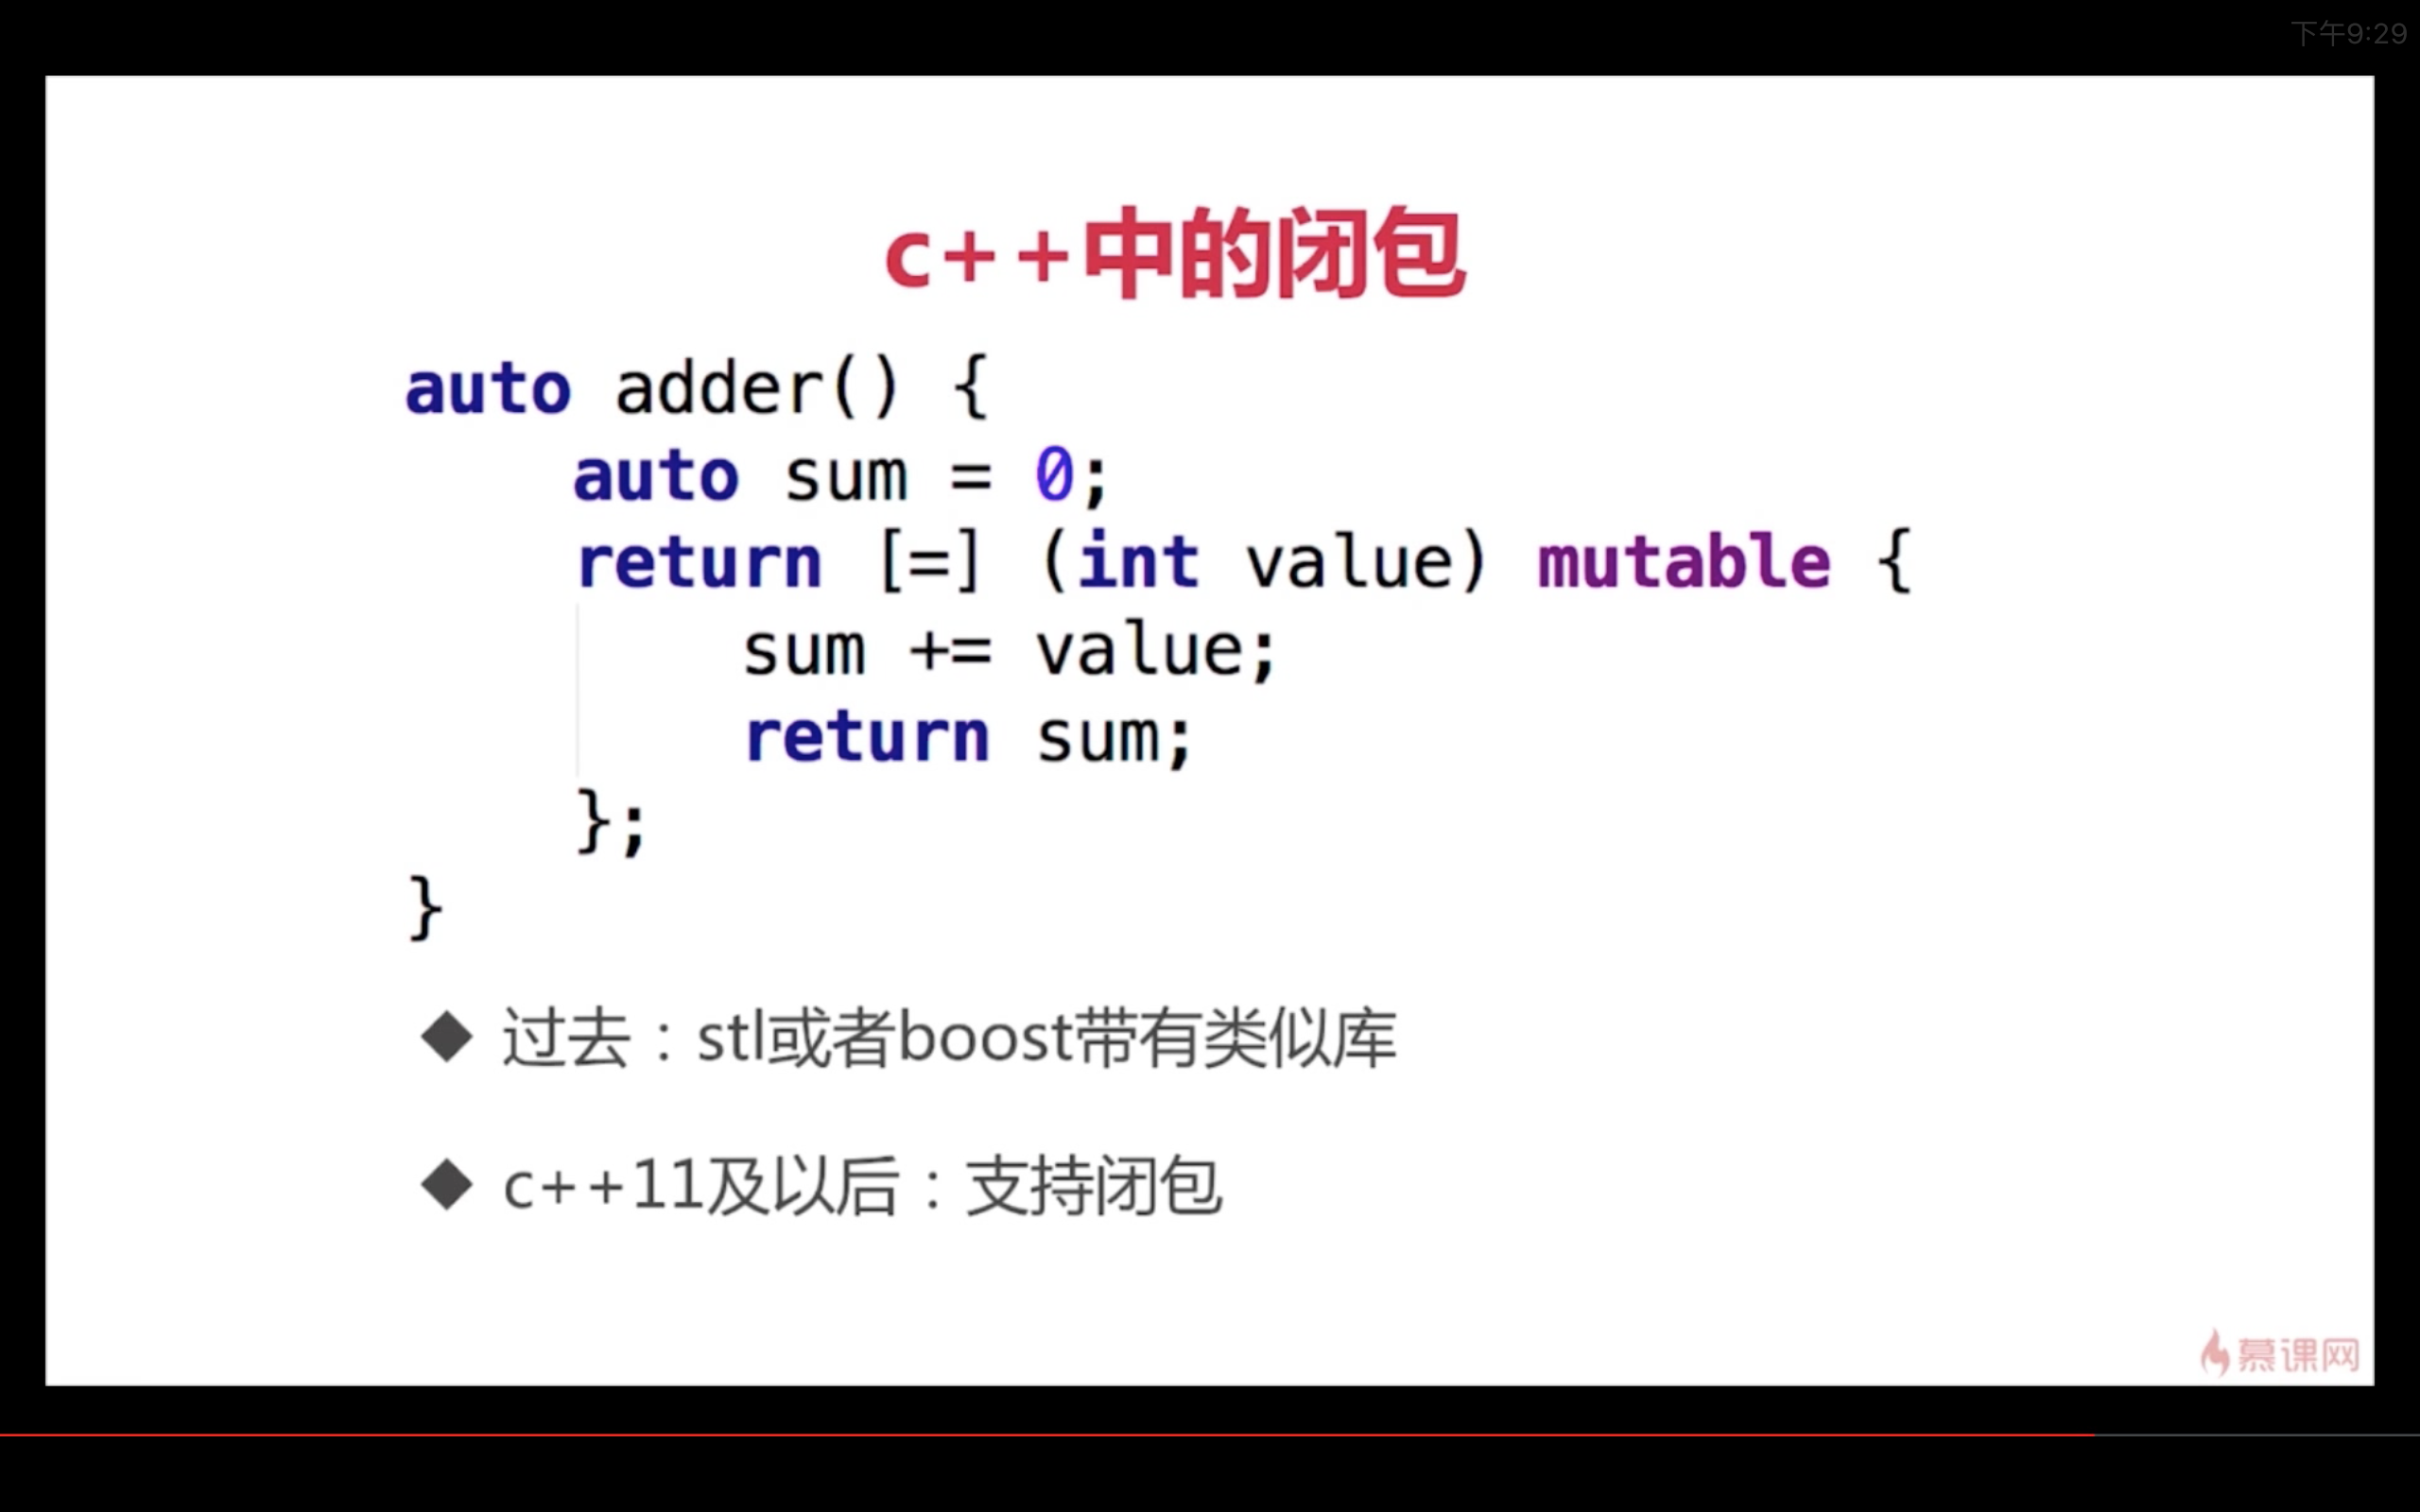 下午9:29
c++中的闭包
auto adder() {
auto sum = 0;
return [=] (int value) mutable {
sum += value;
return sum;
};
}
◆ 过去：stl或者boost带有类似库
◆ c++11及以后：支持闭包
慕课网